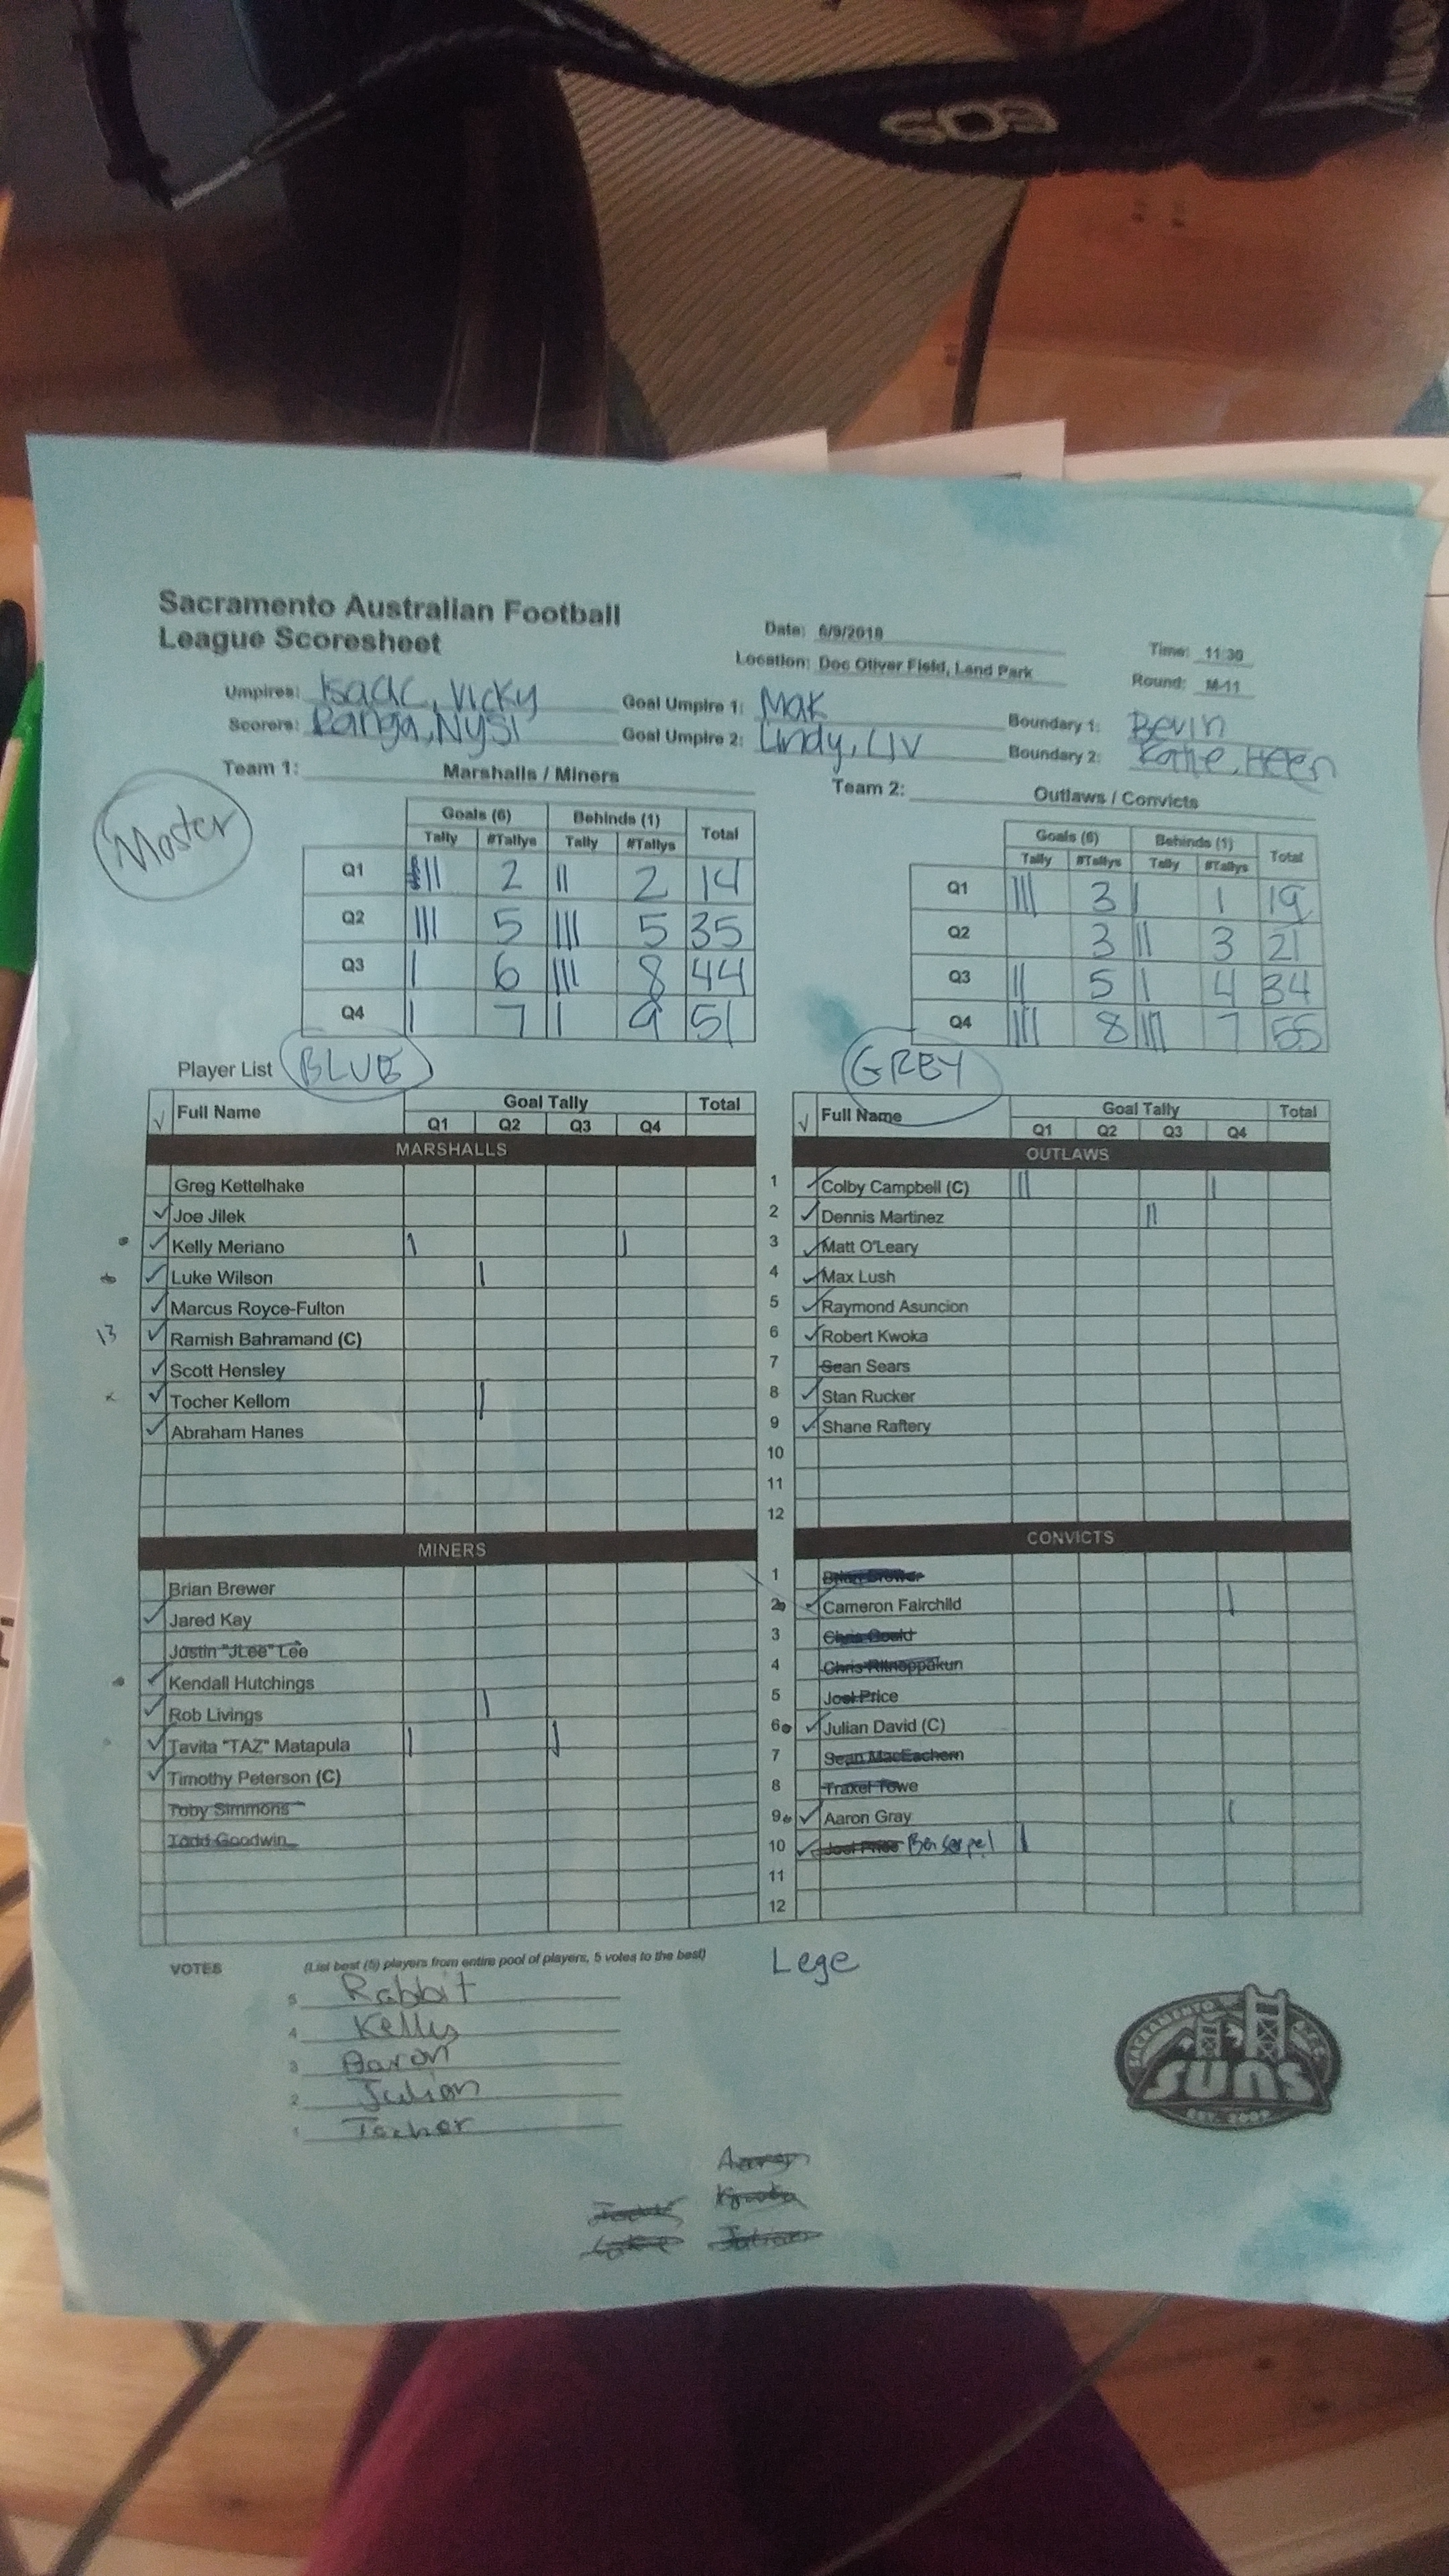 SOE
Sacramento Australian Football
League Scoresheet
Date: 6/9/2018
Time: 11:30
Location: Doc Oliver Field, Land Park
Round: M-11
Umpires: Isaac, Vicky
Goal Umpire 1: Mak
Boundary 1: Bevin
Scorers: Ranga, Nysi
Goal Umpire 2: Lindy, Liv
Boundary 2: Katie,
Team 1: Marshalls / Miners
Team 2: Outlaws / Convicts
Master
Goals (6) Behinds (1) Total
Tally #Tallys Tally #Tallys
Q1 || 2 || 2 14
Q2 ||| 5 ||| 5 35
Q3 | 6 ||| 8 44
Q4 | 7 | 9 51
Goals (6) Behinds (1) Total
Tally #Tallys Tally #Tallys
Q1 ||| 3 | 1 19
Q2 3 || 3 21
Q3 || 5 | 4 34
Q4 ||| 8 ||| 7 55
Player List BLUE
GREY
√ Full Name Goal Tally Total
Q1 Q2 Q3 Q4
MARSHALLS
Greg Kettelhake
✓ Joe Jilek
✓ Kelly Meriano | |
✓ Luke Wilson |
✓ Marcus Royce-Fulton
13 ✓ Ramish Bahramand (C)
✓ Scott Hensley
x ✓ Tocher Kellom |
✓ Abraham Hanes
MINERS
Brian Brewer
✓ Jared Kay
Justin "JLee" Lee
✓ Kendall Hutchings
✓ Rob Livings |
✓ Tavita "TAZ" Matapula | |
✓ Timothy Peterson (C)
Toby Simmons
Todd Goodwin
√ Full Name Goal Tally Total
Q1 Q2 Q3 Q4
OUTLAWS
1 ✓ Colby Campbell (C) || |
2 ✓ Dennis Martinez ||
3 ✓ Matt O'Leary
4 ✓ Max Lush
5 ✓ Raymond Asuncion
6 ✓ Robert Kwoka
7 Sean Sears
8 ✓ Stan Rucker
9 ✓ Shane Raftery
10
11
12
CONVICTS
1 Brian Brewer
2 ✓ Cameron Fairchild |
3 Chris Gould
4 Chris Ritnoppakun
5 Joel Price
6 ✓ Julian David (C)
7 Sean MacEachern
8 Traxel Towe
9 ✓ Aaron Gray |
10 ✓ Joel Price Ben |
11
12
VOTES (List best (5) players from entire pool of players, 5 votes to the best)
Lege
5 Rabbit
4 Kelly
3 Aaron
2 Julian
1 Tocher
Aaron
Julian
SACRAMENTO
SUNS